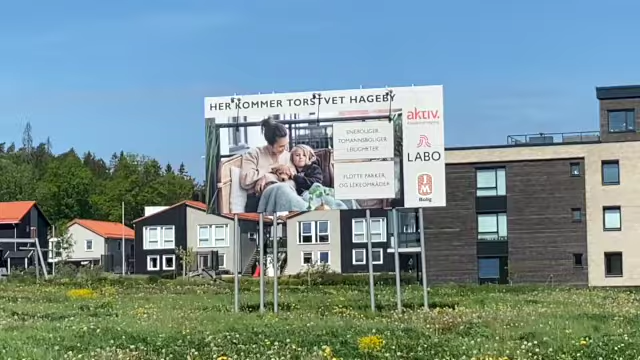 HER KOMMER TORSTVET HAGEBY
ENEBOLIGER,
TOMANNSBOLIGER,
LEILIGHETER
FLOTTE PARKER,
OG LEKEOMRÅDER
aktiv.
LABO
Bolig